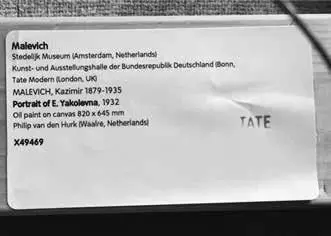 Malevich
Stedelijk Museum (Amsterdam, Netherlands)
Kunst- und Ausstellungshalle der Bundesrepublik Deutschland (Bonn,
Tate Modern (London, UK)
MALEVICH, Kazimir 1879-1935
Portrait of E. Yakolevna, 1932
Oil paint on canvas 820 x 645 mm
Philip van den Hurk (Waalre, Netherlands)
X49469
TATE